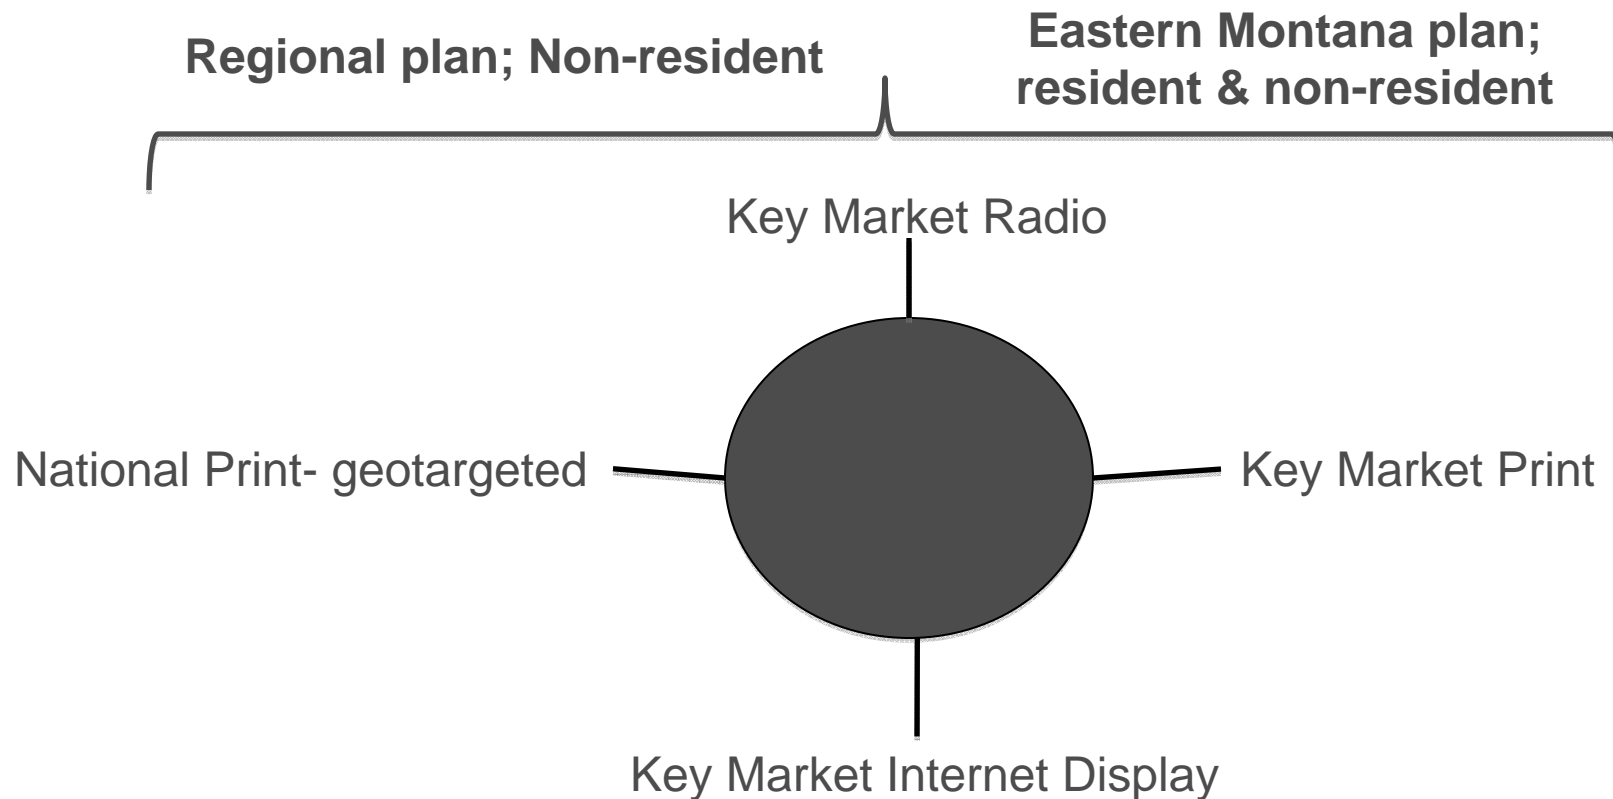 Regional plan; Non-resident
Eastern Montana plan;
resident & non-resident
Key Market Radio
National Print- geotargeted
Key Market Print
Key Market Internet Display